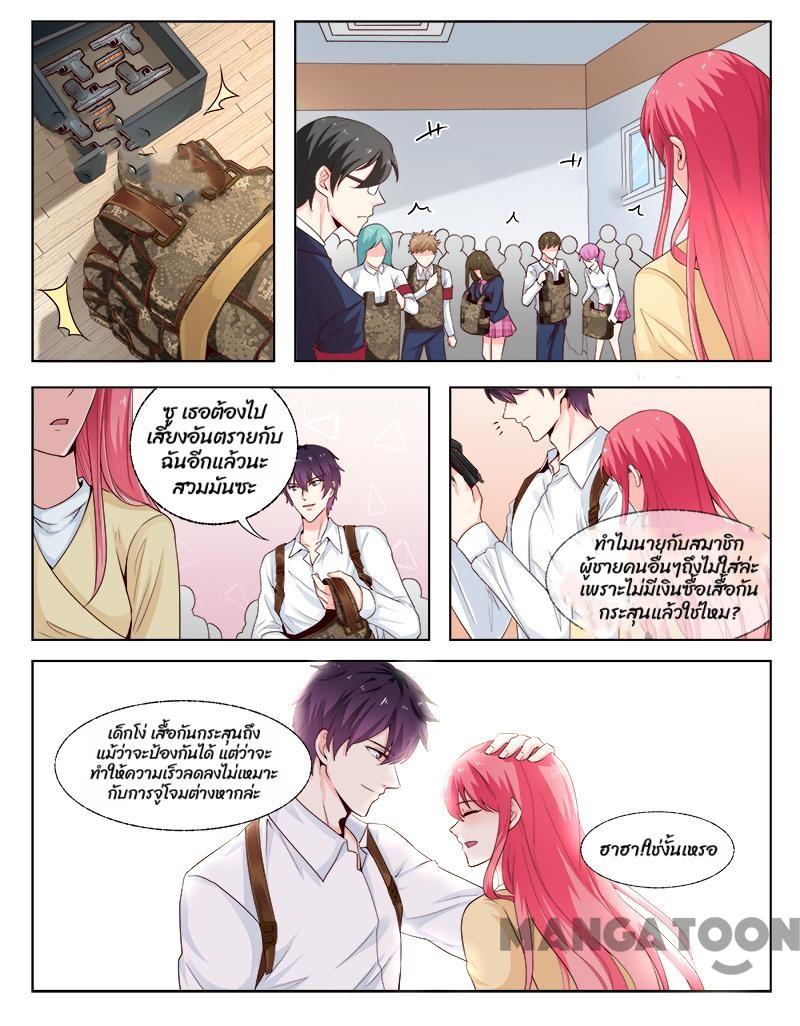 ซู เธอต้องไป
เสี่ยงอันตรายกับ
ฉันอีกแล้วนะ
สวมมันซะ
ทำไมนายกับสมาชิก
ผู้ชายคนอื่นๆถึงไม่ใส่ล่ะ
เพราะไม่มีเงินซื้อเสื้อกัน
กระสุนแล้วใช่ไหม?
เด็กโง่ เสื้อกันกระสุนถึง
แม้ว่าจะป้องกันได้ แต่ว่าจะ
ทำให้ความเร็วลดลงไม่เหมาะ
กับการจู่โจมต่างหากล่ะ
ฮาฮา!ใช่งั้นเหรอ
MANGATOON